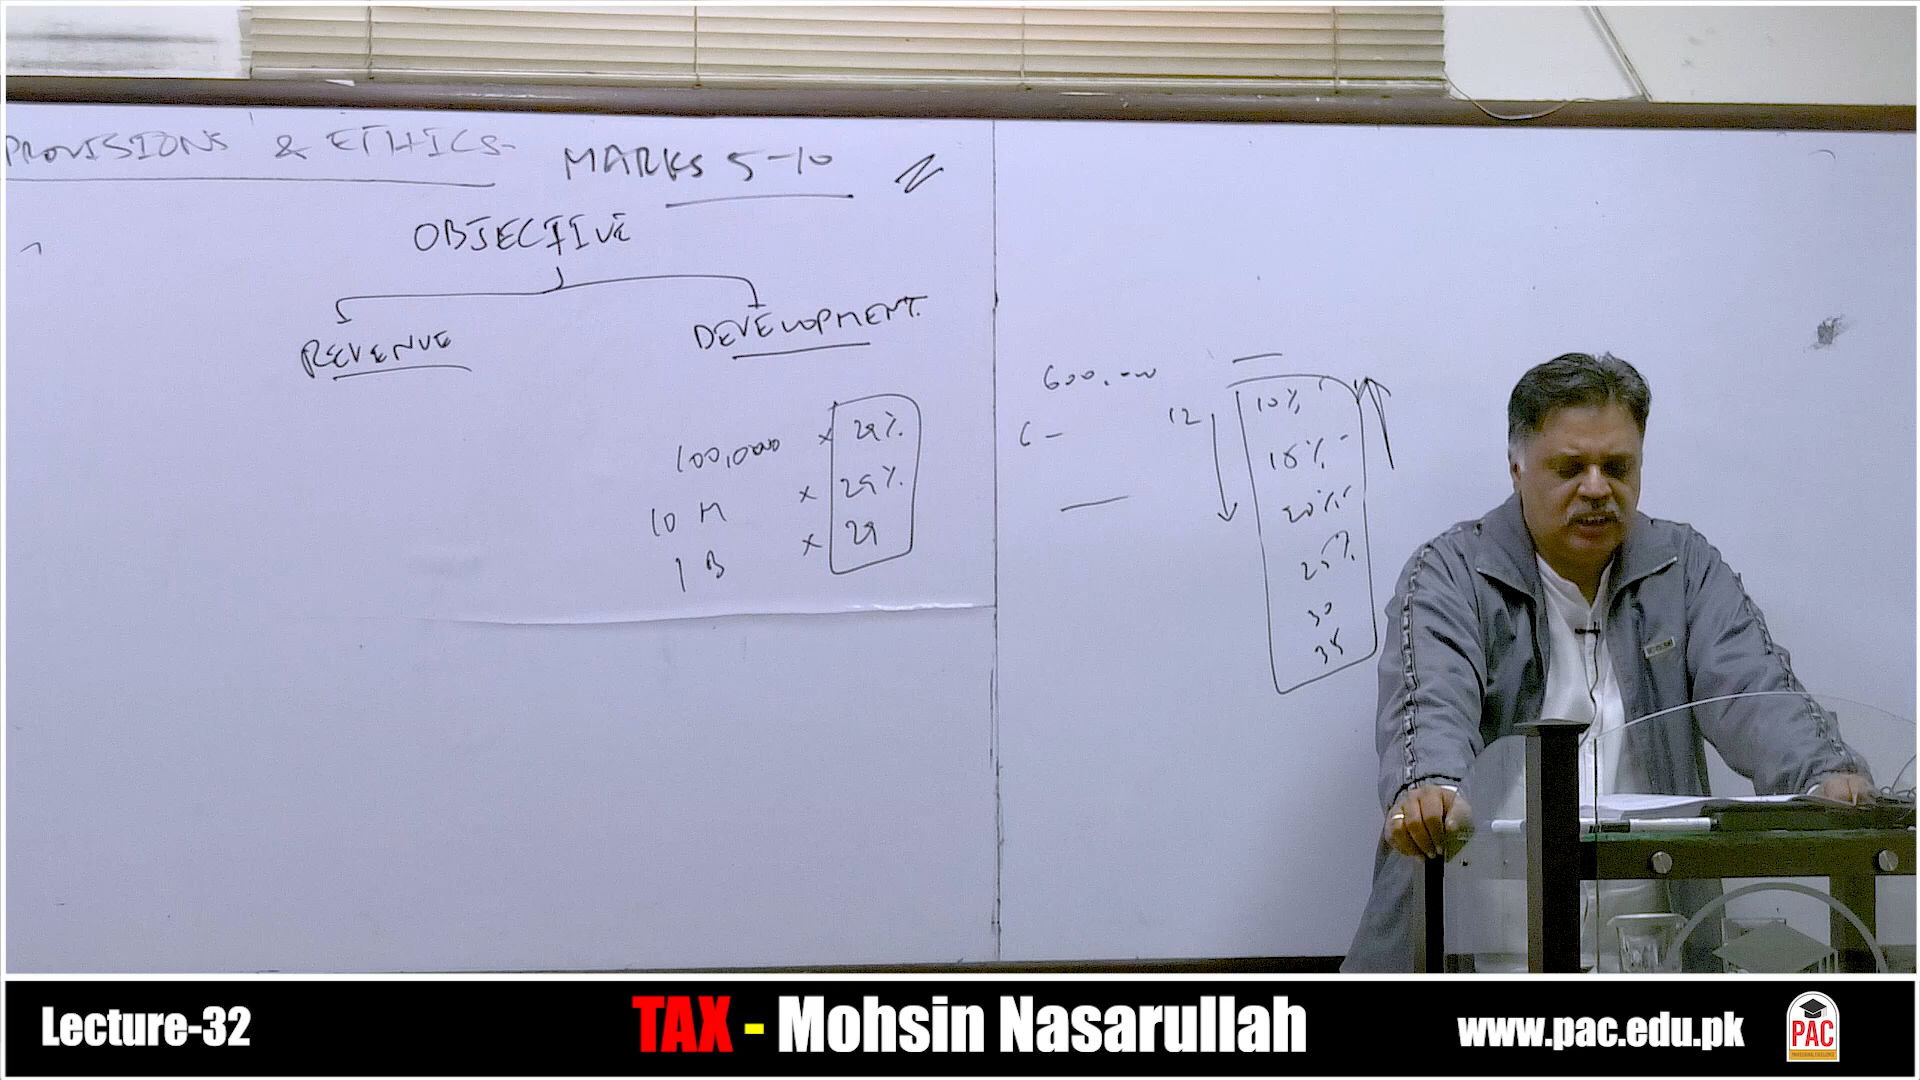 PROVISIONS & ETHICS-
MARKS 5-10
OBJECTIVE
REVENUE
DEVELOPMENT
100,000 x 29%
10 M x 29%
1 B x 29
600,000
6 -
12
10%
15%
20%
25%
30
35
Lecture-32
TAX - Mohsin Nasarullah
www.pac.edu.pk
PAC